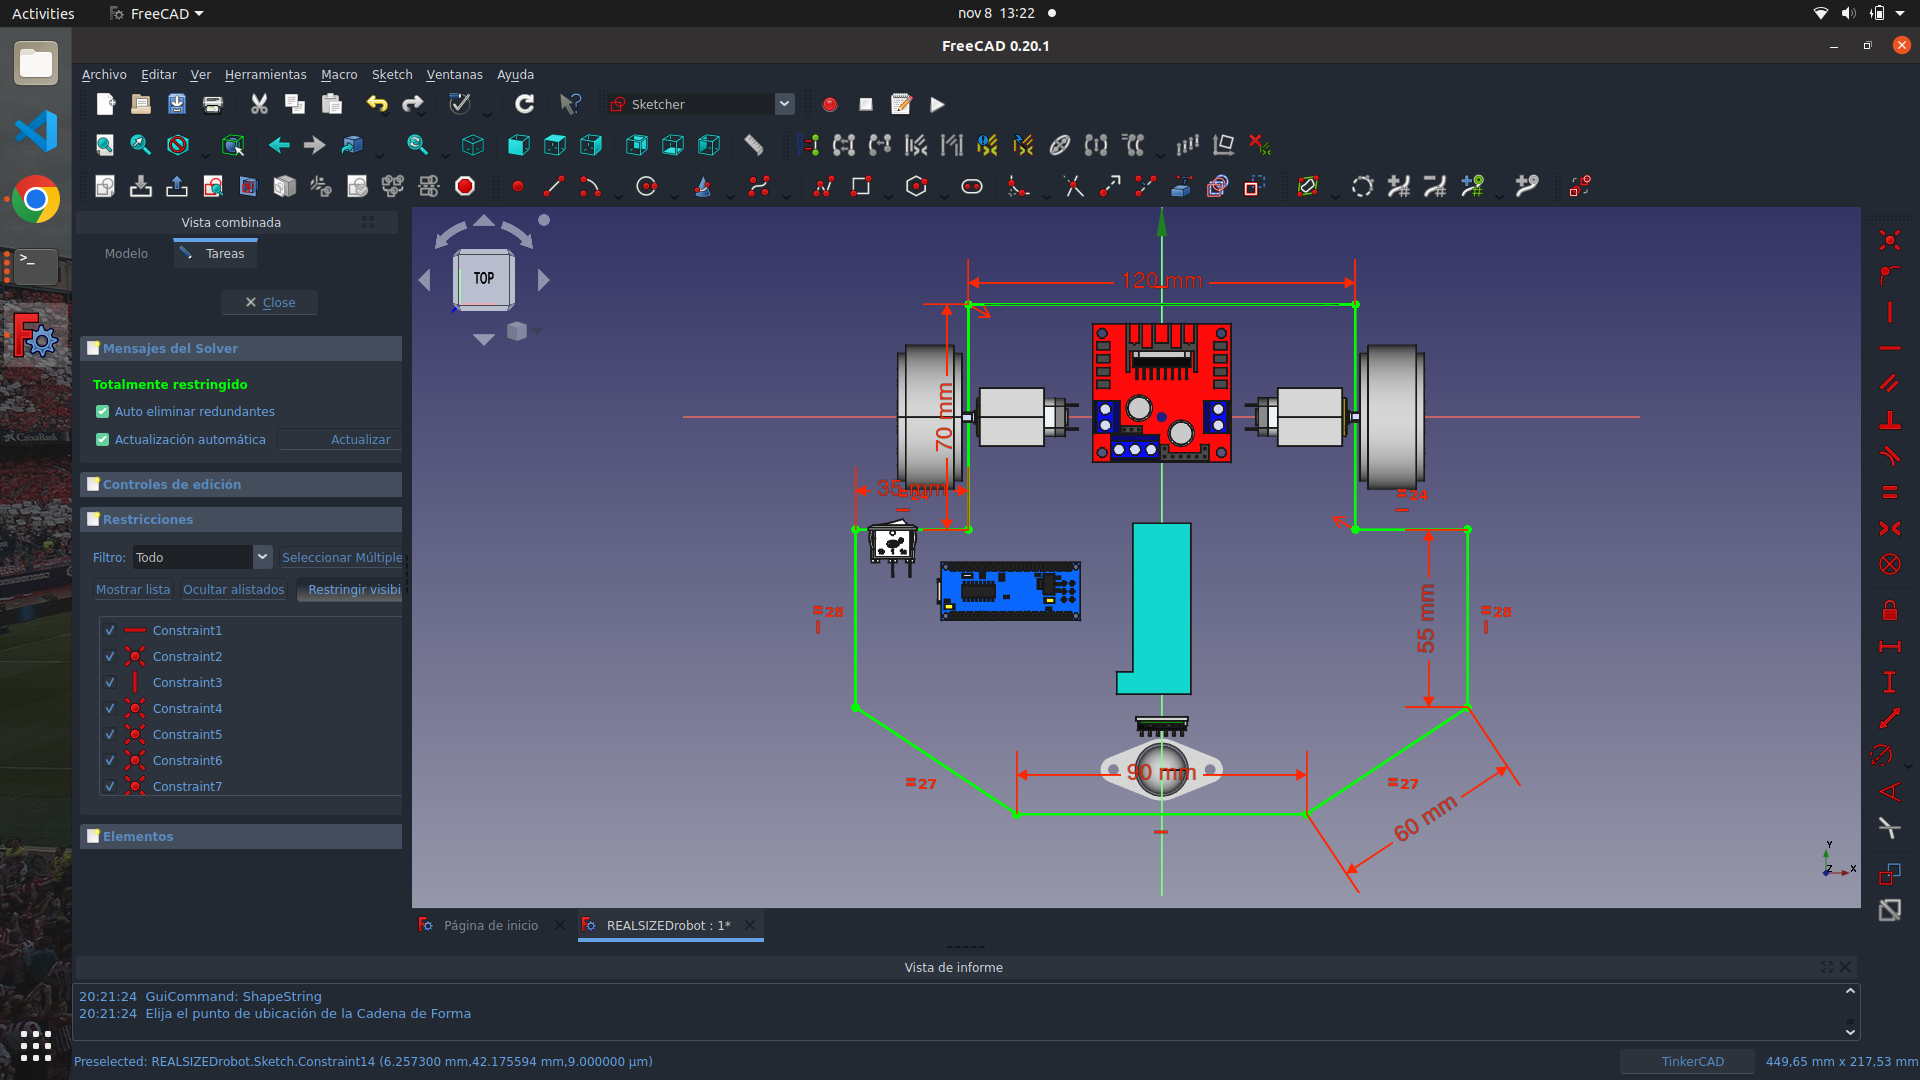 Activities
FreeCAD
nov 8 13:22
FreeCAD 0.20.1
Archivo Editar Ver Herramientas Macro Sketch Ventanas Ayuda
Sketcher
Vista combinada
Modelo
Tareas
Close
Mensajes del Solver
Totalmente restringido
Auto eliminar redundantes
Actualización automática
Actualizar
Controles de edición
Restricciones
Filtro:
Todo
Seleccionar Múltiple
Mostrar lista
Ocultar alistados
Restringir visibi
Constraint1
Constraint2
Constraint3
Constraint4
Constraint5
Constraint6
Constraint7
Elementos
TOP
120 mm
70 mm
35 mm
24
24
28
28
55 mm
90 mm
27
27
60 mm
Y
Z
X
Página de inicio
REALSIZEDrobot : 1*
Vista de informe
20:21:24 GuiCommand: ShapeString
20:21:24 Elija el punto de ubicación de la Cadena de Forma
Preselected: REALSIZEDrobot.Sketch.Constraint14 (6.257300 mm,42.175594 mm,9.000000 µm)
TinkerCAD
449,65 mm x 217,53 mm